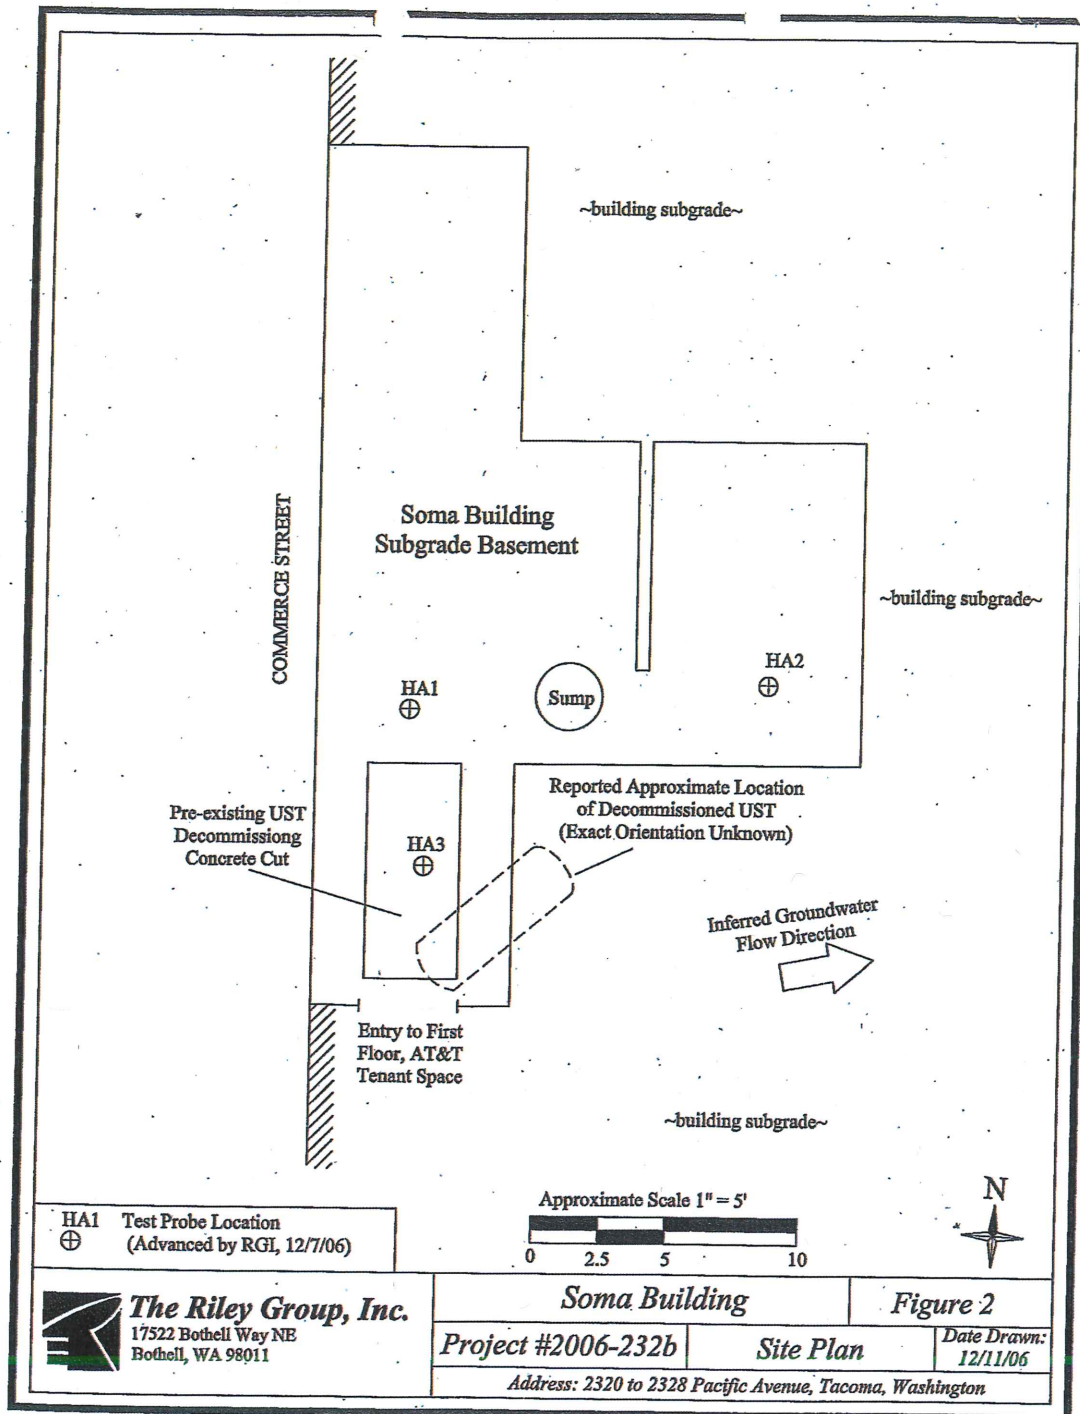 ~building subgrade~
COMMERCE STREET
Soma Building
Subgrade Basement
~building subgrade~
HA1
Sump
HA2
Pre-existing UST
Decommissiong
Concrete Cut
HA3
Reported Approximate Location
of Decommissioned UST
(Exact Orientation Unknown)
Inferred Groundwater
Flow Direction
Entry to First
Floor, AT&T
Tenant Space
~building subgrade~
HA1 Test Probe Location
(Advanced by RGI, 12/7/06)
Approximate Scale 1" = 5'
0 2.5 5 10
N
The Riley Group, Inc.
17522 Bothell Way NE
Bothell, WA 98011
Soma Building
Figure 2
Project #2006-232b
Site Plan
Date Drawn:
12/11/06
Address: 2320 to 2328 Pacific Avenue, Tacoma, Washington